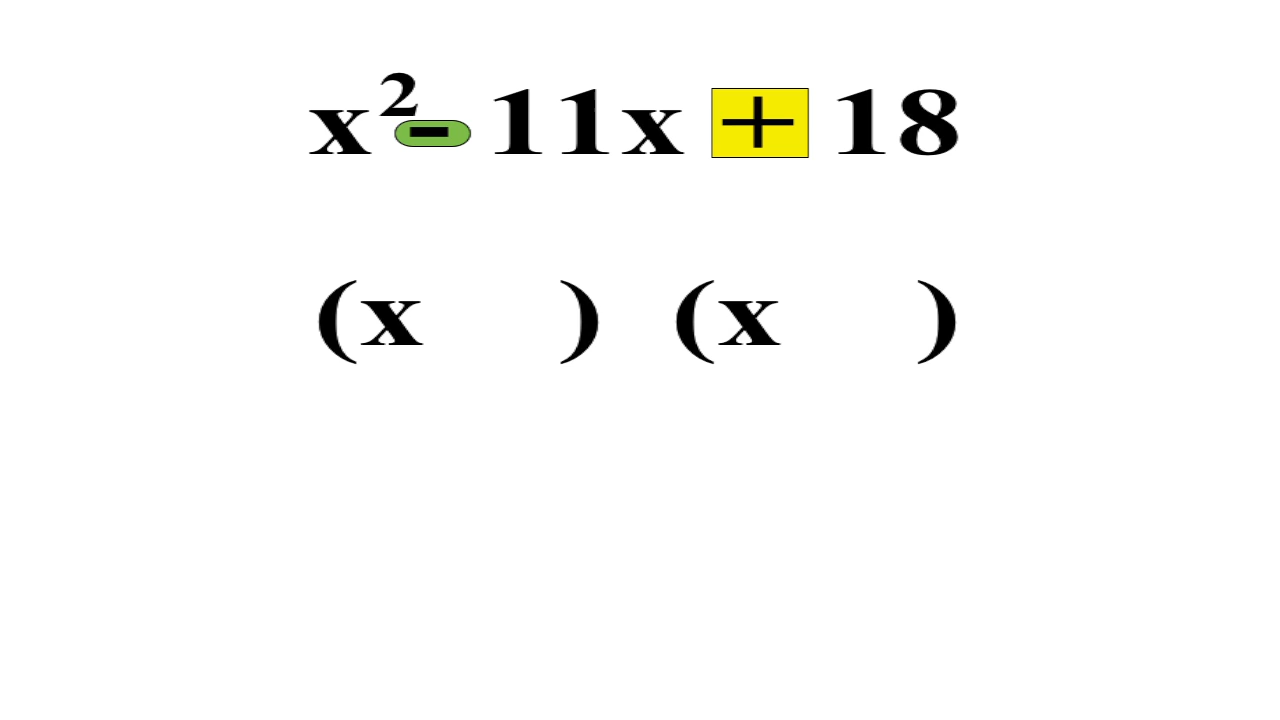 x² - 11x + 18
(x   ) (x   )